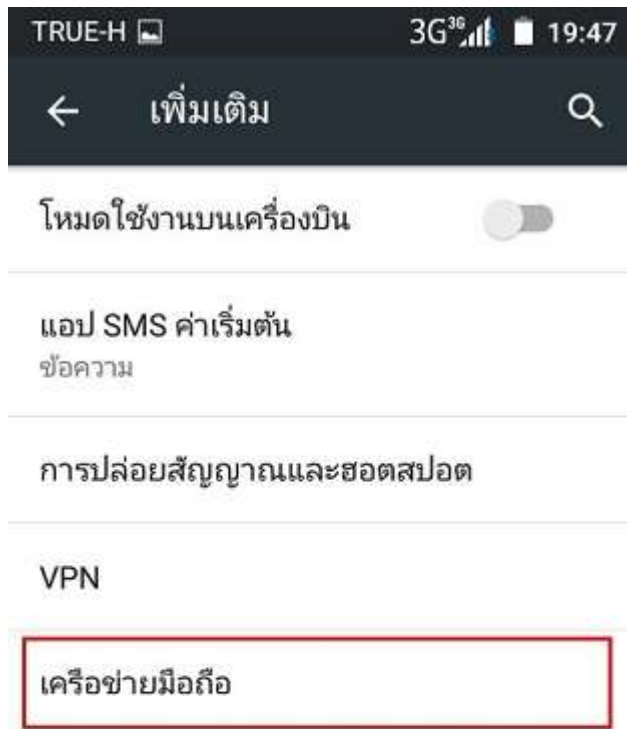 TRUE-H 3G 3G 19:47
เพิ่มเติม
โหมดใช้งานบนเครื่องบิน
แอป SMS ค่าเริ่มต้น
ข้อความ
การปล่อยสัญญาณและฮอตสปอต
VPN
เครือข่ายมือถือ